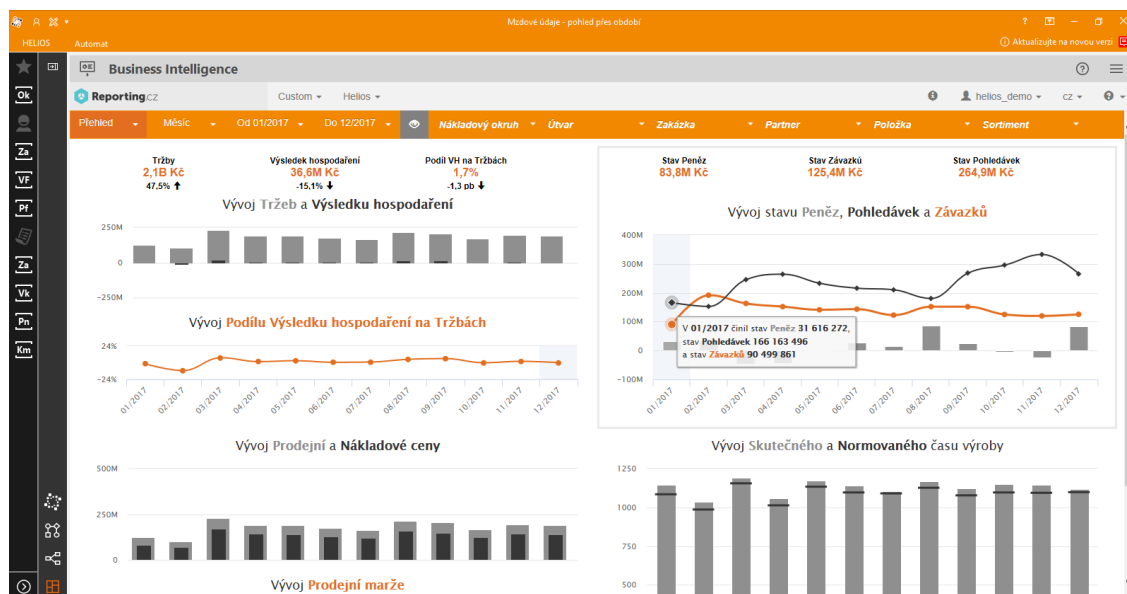 Mzdové údaje - pohled přes období
HELIOS Automat
Aktualizujte na novou verzi
Business Intelligence
Reporting.cz Custom Helios helios_demo cz
Přehled Měsíc Od 01/2017 Do 12/2017 Nákladový okruh Útvar Zakázka Partner Položka Sortiment
Ok
Za
VF
Pf
Za
Vk
Pn
Km
Tržby Výsledek hospodaření Podíl VH na Tržbách
2,1B Kč 36,6M Kč 1,7%
47,5% -15,1% -1,3 pb
Vývoj Tržeb a Výsledku hospodaření
250M
0
−250M
Vývoj Podílu Výsledku hospodaření na Tržbách
24%
−24%
01/2017 02/2017 03/2017 04/2017 05/2017 06/2017 07/2017 08/2017 09/2017 10/2017 11/2017 12/2017
Stav Peněz Stav Závazků Stav Pohledávek
83,8M Kč 125,4M Kč 264,9M Kč
Vývoj stavu Peněz, Pohledávek a Závazků
400M
300M
200M
100M
0
−100M
V 01/2017 činil stav Peněz 31 616 272,
stav Pohledávek 166 163 496
a stav Závazků 90 499 861
01/2017 02/2017 03/2017 04/2017 05/2017 06/2017 07/2017 08/2017 09/2017 10/2017 11/2017 12/2017
Vývoj Prodejní a Nákladové ceny
500M
250M
0
Vývoj Prodejní marže
Vývoj Skutečného a Normovaného času výroby
1250
1000
750
500